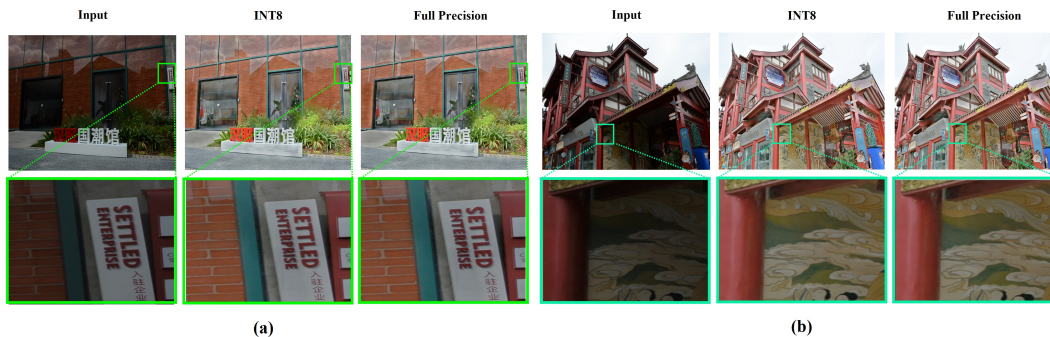 Input
INT8
Full Precision
Input
INT8
Full Precision
国潮馆
国潮馆
国潮馆
SETTLED
ENTERPRISE
入驻企业
SETTLED
ENTERPRISE
入驻企业
SETTLED
ENTERPRISE
入驻企业
(a)
(b)